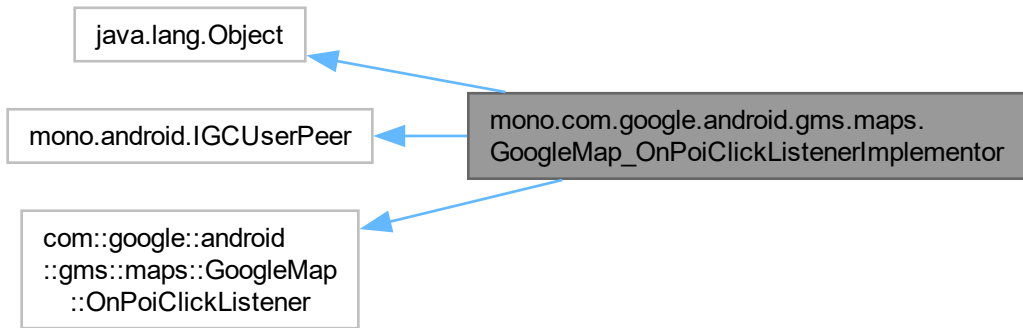 java.lang.Object
mono.android.IGCUserPeer
mono.com.google.android.gms.maps.
GoogleMap_OnPoiClickListenerImplementor
com::google::android
::gms::maps::GoogleMap
::OnPoiClickListener